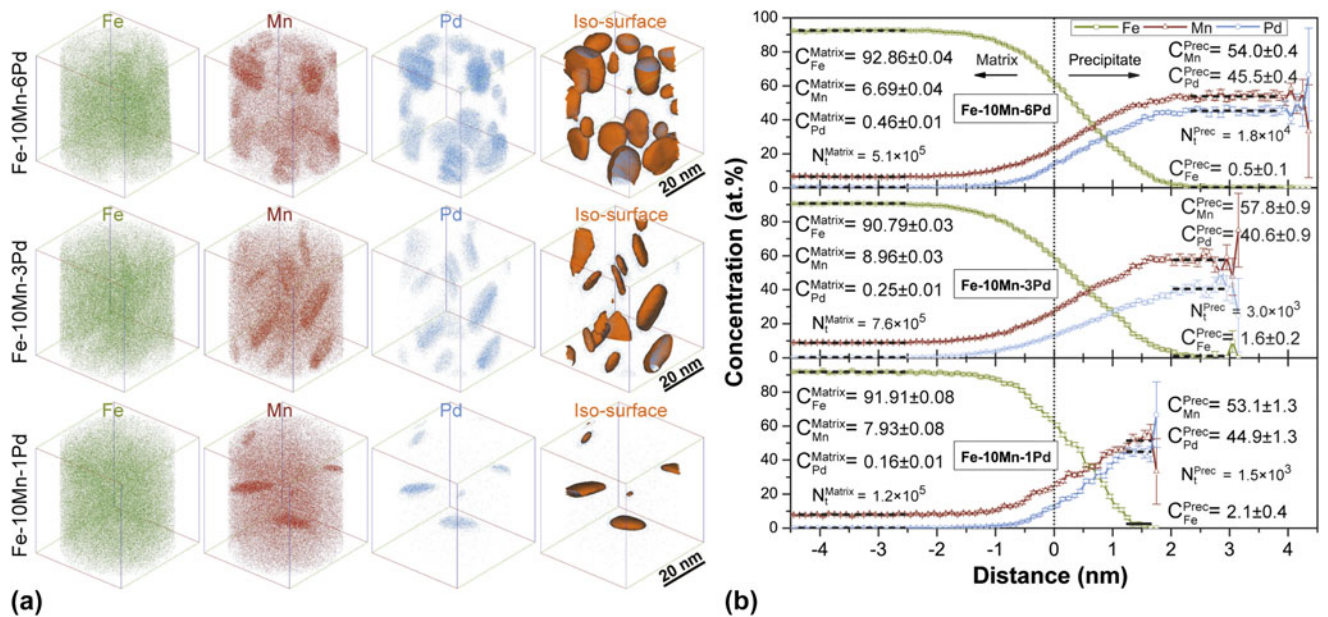 Fe Mn Pd Iso-surface
Fe-10Mn-6Pd
20 nm
Fe Mn Pd Iso-surface
Fe-10Mn-3Pd
Fe Mn Pd Iso-surface
Fe-10Mn-1Pd
20 nm
20 nm
(a)
Concentration (at.%)
100
80
60
40
20
0
Fe Mn Pd
C_Fe^Matrix = 92.86±0.04
C_Mn^Matrix = 6.69±0.04
C_Pd^Matrix = 0.46±0.01
N_t^Matrix = 5.1×10^5
Matrix Precipitate
Fe-10Mn-6Pd
C_Mn^Prec = 54.0±0.4
C_Pd^Prec = 45.5±0.4
N_t^Prec = 1.8×10^4
C_Fe^Prec = 0.5±0.1
80
60
40
20
0
C_Fe^Matrix = 90.79±0.03
C_Mn^Matrix = 8.96±0.03
C_Pd^Matrix = 0.25±0.01
N_t^Matrix = 7.6×10^5
Fe-10Mn-3Pd
C_Mn^Prec = 57.8±0.9
C_Pd^Prec = 40.6±0.9
N_t^Prec = 3.0×10^3
C_Fe^Prec = 1.6±0.2
80
60
40
20
0
C_Fe^Matrix = 91.91±0.08
C_Mn^Matrix = 7.93±0.08
C_Pd^Matrix = 0.16±0.01
N_t^Matrix = 1.2×10^5
Fe-10Mn-1Pd
C_Mn^Prec = 53.1±1.3
C_Pd^Prec = 44.9±1.3
N_t^Prec = 1.5×10^3
C_Fe^Prec = 2.1±0.4
-4 -3 -2 -1 0 1 2 3 4
Distance (nm)
(b)